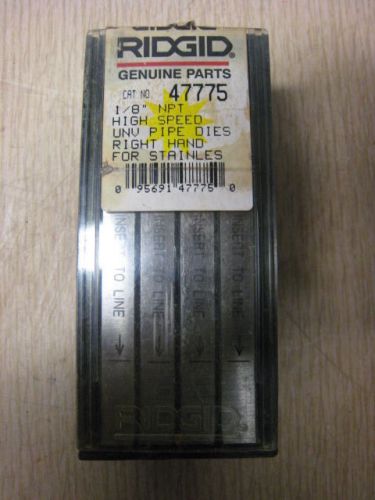 RIDGID®
GENUINE PARTS
CAT NO. 47775
1/8" NPT
HIGH SPEED
UNV PIPE DIES
RIGHT HAND
FOR STAINLES
0 95691 47775 0
INSERT TO LINE →
INSERT TO LINE →
INSERT TO LINE →
INSERT TO LINE →
RIDGID